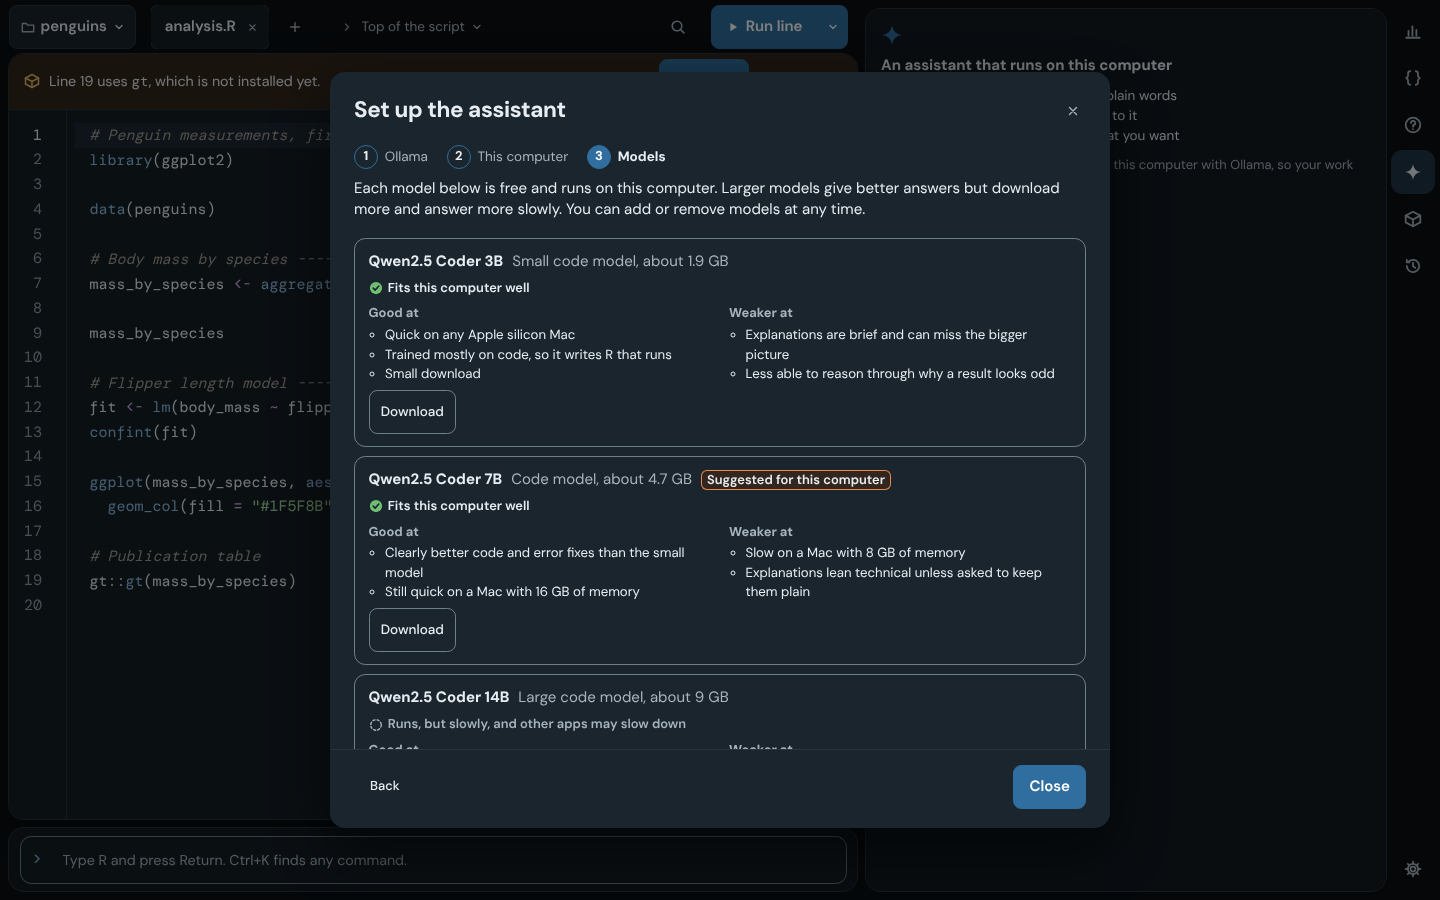 penguins
analysis.R
Top of the script
Run line
Line 19 uses gt, which is not installed yet.
1 # Penguin measurements, fir
2 library(ggplot2)
3
4 data(penguins)
5
6 # Body mass by species ----
7 mass_by_species <- aggregat
8
9 mass_by_species
10
11 # Flipper length model ----
12 fit <- lm(body_mass ~ flipp
13 confint(fit)
14
15 ggplot(mass_by_species, aes
16 geom_col(fill = "#1F5F8B"
17
18 # Publication table
19 gt::gt(mass_by_species)
20
Type R and press Return. Ctrl+K finds any command.
An assistant that runs on this computer
plain words
to it
at you want
this computer with Ollama, so your work
Set up the assistant
1 Ollama 2 This computer 3 Models
Each model below is free and runs on this computer. Larger models give better answers but download
more and answer more slowly. You can add or remove models at any time.
Qwen2.5 Coder 3B Small code model, about 1.9 GB
Fits this computer well
Good at
Quick on any Apple silicon Mac
Trained mostly on code, so it writes R that runs
Small download
Weaker at
Explanations are brief and can miss the bigger
picture
Less able to reason through why a result looks odd
Download
Qwen2.5 Coder 7B Code model, about 4.7 GB Suggested for this computer
Fits this computer well
Good at
Clearly better code and error fixes than the small
model
Still quick on a Mac with 16 GB of memory
Weaker at
Slow on a Mac with 8 GB of memory
Explanations lean technical unless asked to keep
them plain
Download
Qwen2.5 Coder 14B Large code model, about 9 GB
Runs, but slowly, and other apps may slow down
Good at
Weaker at
Back
Close